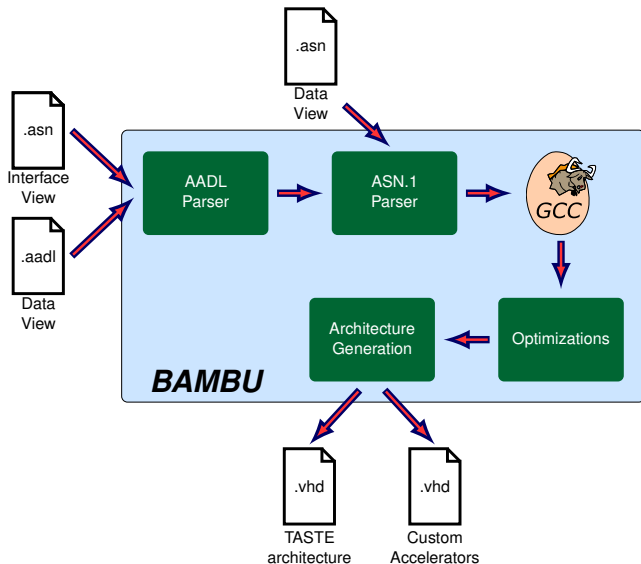 .asn
Data
View
.asn
Interface
View
.aadl
Data
View
AADL
Parser
ASN.1
Parser
GCC
Architecture
Generation
Optimizations
BAMBU
.vhd
TASTE
architecture
.vhd
Custom
Accelerators